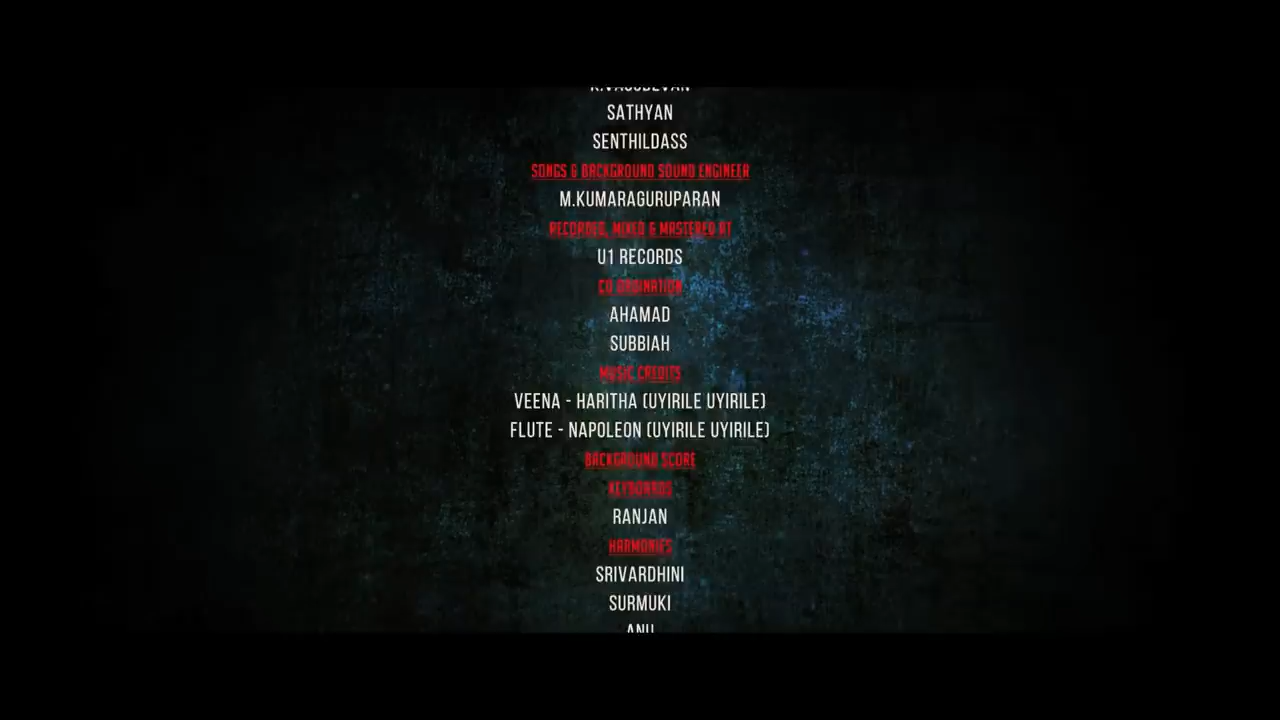 SATHYAN
SENTHILDASS
SONGS & BACKGROUND SOUND ENGINEER
M.KUMARAGURUPARAN
RECORDED, MIXED & MASTERED AT
U1 RECORDS
CO ORDINATION
AHAMAD
SUBBIAH
MUSIC CREDITS
VEENA - HARITHA (UYIRILE UYIRILE)
FLUTE - NAPOLEON (UYIRILE UYIRILE)
BACKGROUND SCORE
KEYBOARDS
RANJAN
HARMONIES
SRIVARDHINI
SURMUKI
ANU